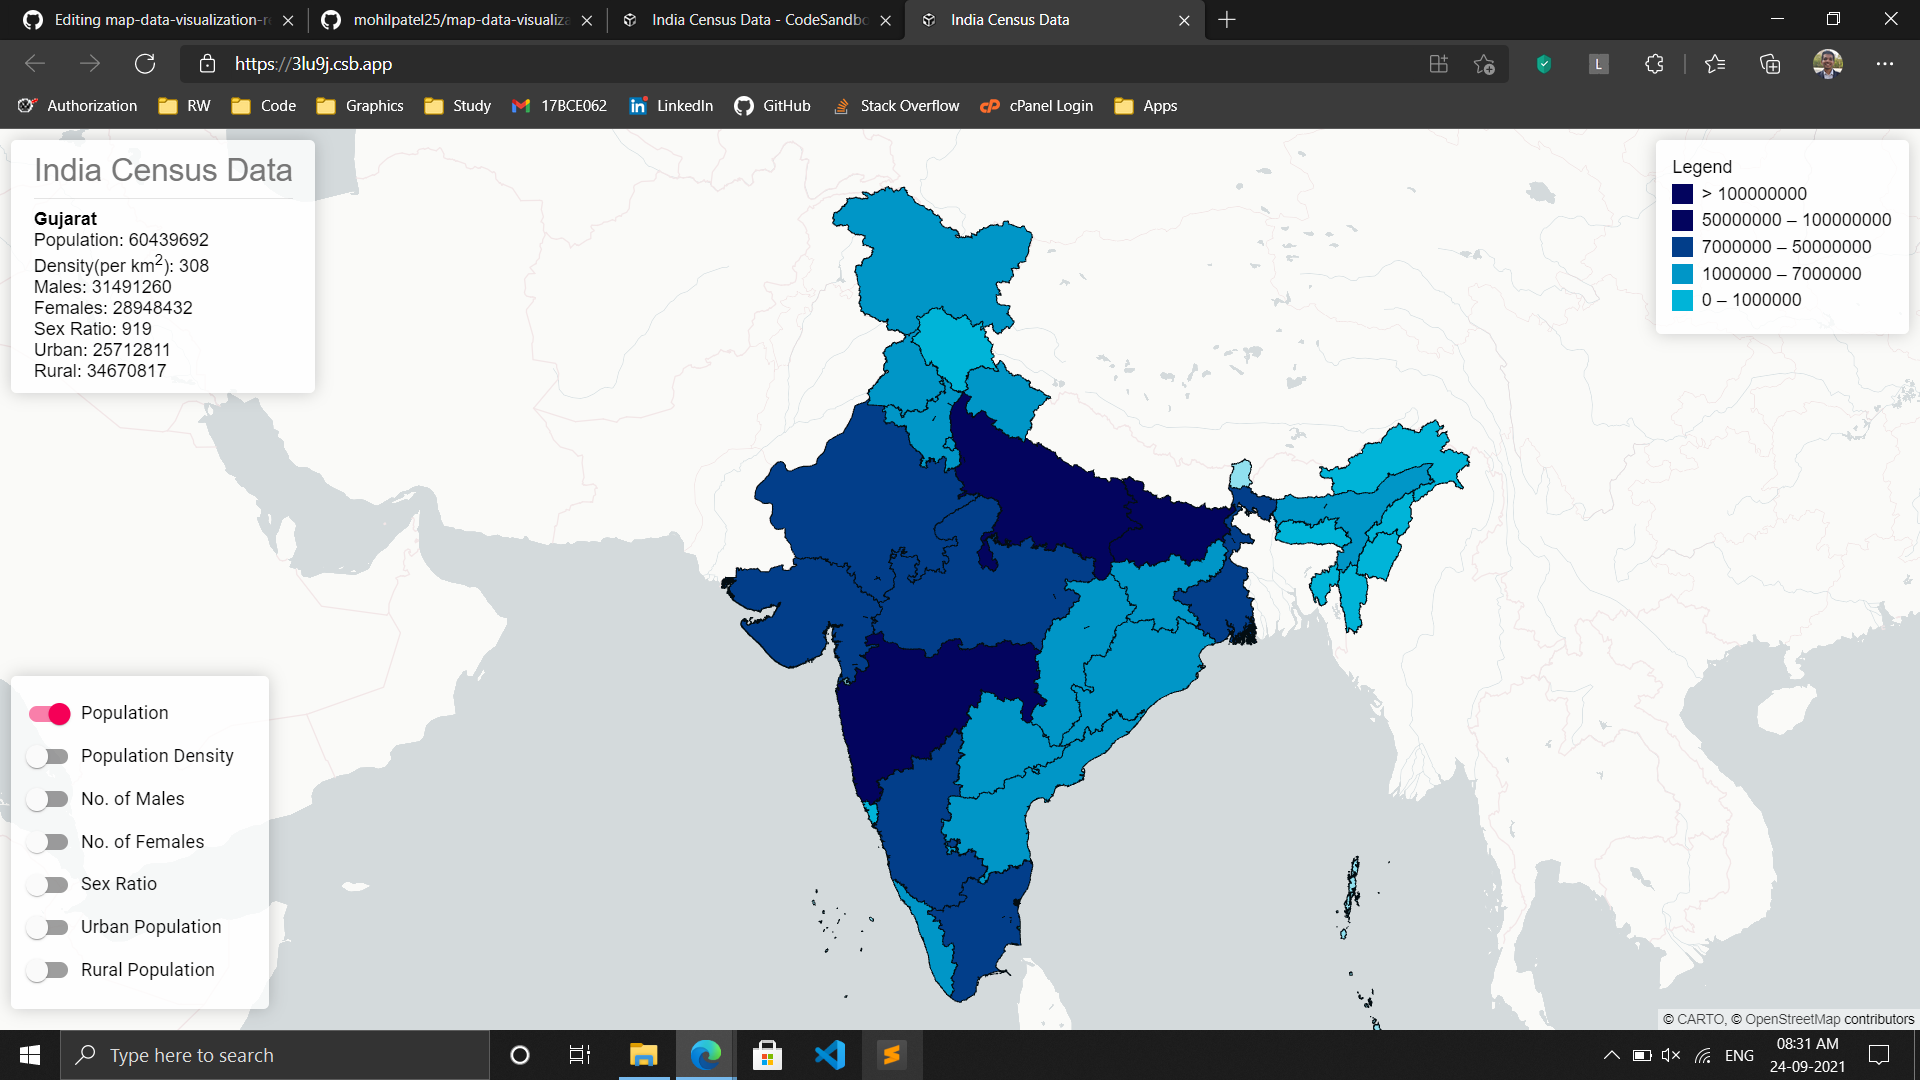 Editing map-data-visualization-re
mohilpatel25/map-data-visualiza
India Census Data - CodeSandbo
India Census Data
https://3lu9j.csb.app
L
Authorization
RW
Code
Graphics
Study
17BCE062
LinkedIn
GitHub
Stack Overflow
cPanel Login
Apps
India Census Data
Gujarat
Population: 60439692
Density(per km2): 308
Males: 31491260
Females: 28948432
Sex Ratio: 919
Urban: 25712811
Rural: 34670817
Legend
> 100000000
50000000 – 100000000
7000000 – 50000000
1000000 – 7000000
0 – 1000000
Population
Population Density
No. of Males
No. of Females
Sex Ratio
Urban Population
Rural Population
© CARTO, © OpenStreetMap contributors
Type here to search
ENG
08:31 AM
24-09-2021